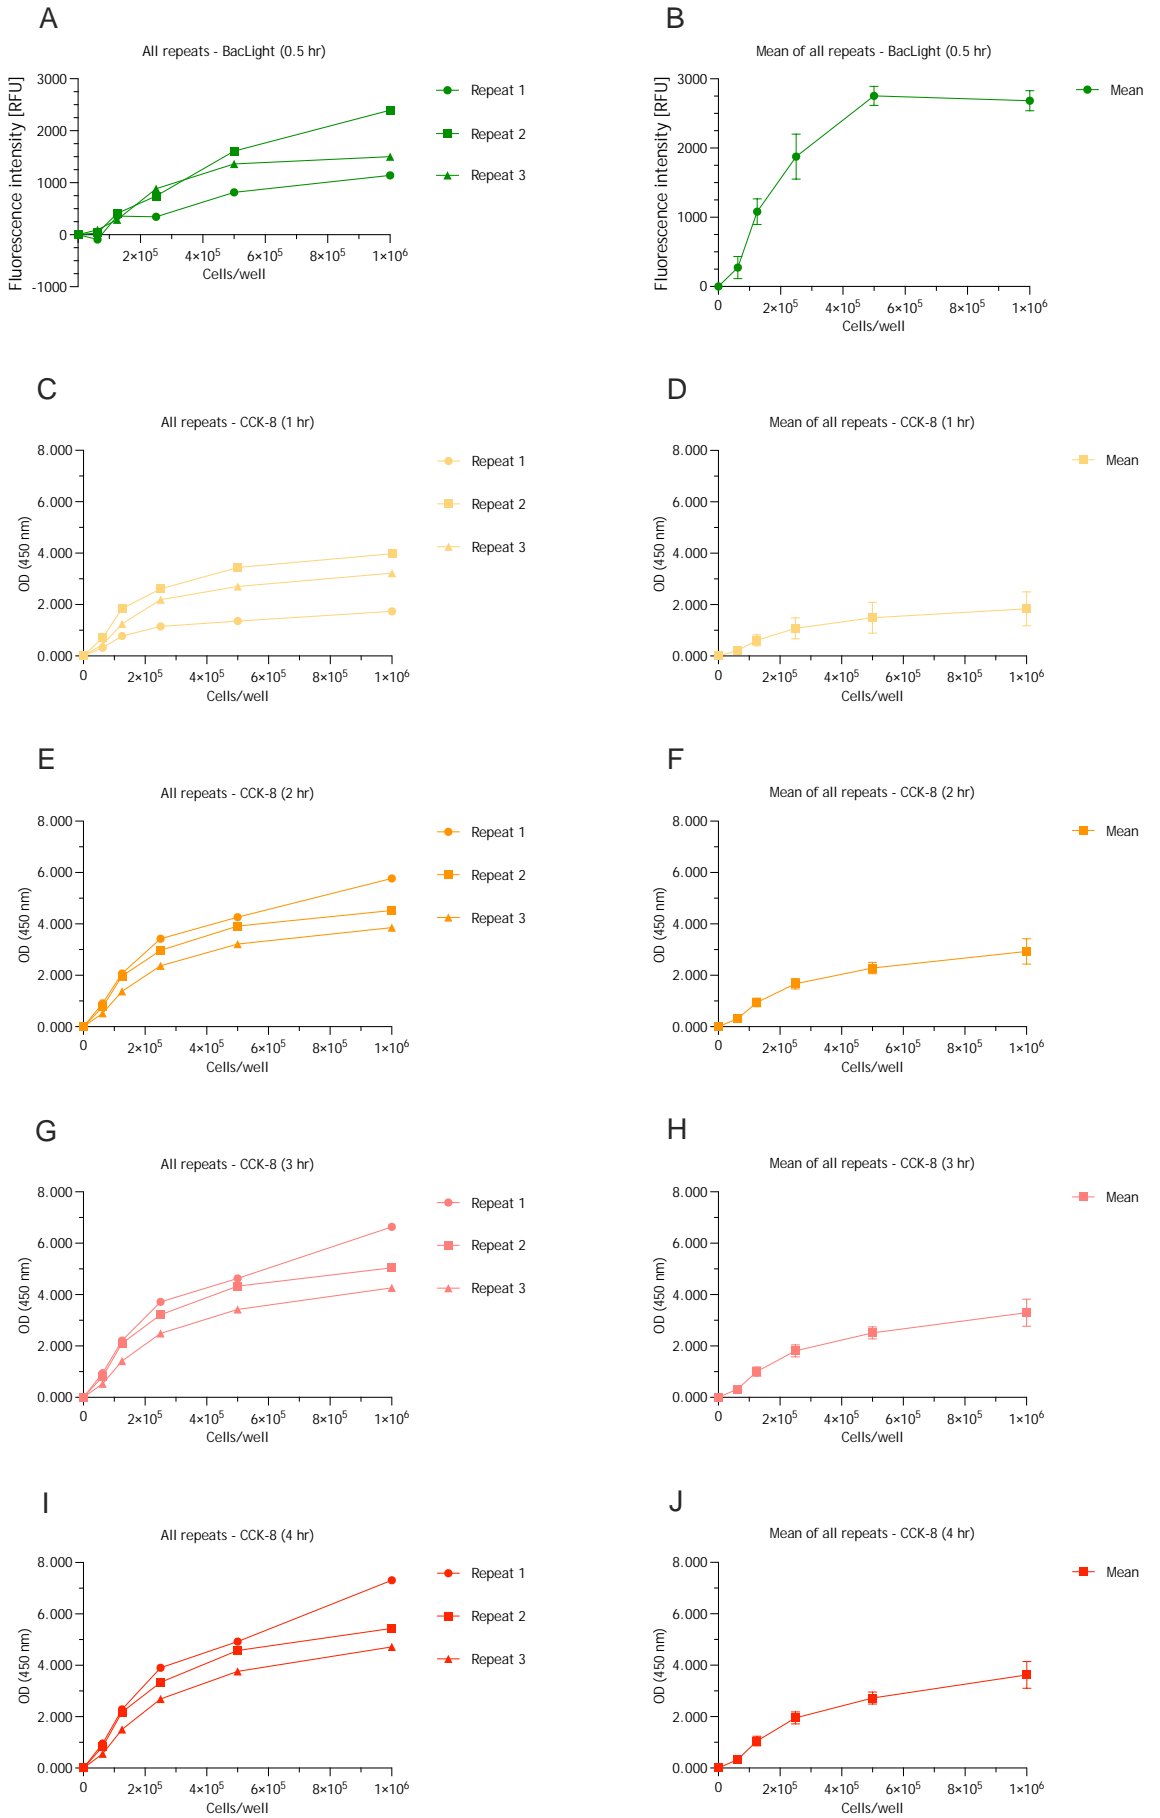 A
All repeats - BacLight (0.5 hr)
Fluorescence intensity [RFU]
3000
2000
1000
0
-1000
2×10⁵ 4×10⁵ 6×10⁵ 8×10⁵ 1×10⁶
Cells/well
Repeat 1
Repeat 2
Repeat 3
B
Mean of all repeats - BacLight (0.5 hr)
Fluorescence intensity [RFU]
3000
2000
1000
0
0 2×10⁵ 4×10⁵ 6×10⁵ 8×10⁵ 1×10⁶
Cells/well
Mean
C
All repeats - CCK-8 (1 hr)
OD (450 nm)
8.000
6.000
4.000
2.000
0.000
0 2×10⁵ 4×10⁵ 6×10⁵ 8×10⁵ 1×10⁶
Cells/well
Repeat 1
Repeat 2
Repeat 3
D
Mean of all repeats - CCK-8 (1 hr)
OD (450 nm)
8.000
6.000
4.000
2.000
0.000
0 2×10⁵ 4×10⁵ 6×10⁵ 8×10⁵ 1×10⁶
Cells/well
Mean
E
All repeats - CCK-8 (2 hr)
OD (450 nm)
8.000
6.000
4.000
2.000
0.000
0 2×10⁵ 4×10⁵ 6×10⁵ 8×10⁵ 1×10⁶
Cells/well
Repeat 1
Repeat 2
Repeat 3
F
Mean of all repeats - CCK-8 (2 hr)
OD (450 nm)
8.000
6.000
4.000
2.000
0.000
0 2×10⁵ 4×10⁵ 6×10⁵ 8×10⁵ 1×10⁶
Cells/well
Mean
G
All repeats - CCK-8 (3 hr)
OD (450 nm)
8.000
6.000
4.000
2.000
0.000
0 2×10⁵ 4×10⁵ 6×10⁵ 8×10⁵ 1×10⁶
Cells/well
Repeat 1
Repeat 2
Repeat 3
H
Mean of all repeats - CCK-8 (3 hr)
OD (450 nm)
8.000
6.000
4.000
2.000
0.000
0 2×10⁵ 4×10⁵ 6×10⁵ 8×10⁵ 1×10⁶
Cells/well
Mean
I
All repeats - CCK-8 (4 hr)
OD (450 nm)
8.000
6.000
4.000
2.000
0.000
0 2×10⁵ 4×10⁵ 6×10⁵ 8×10⁵ 1×10⁶
Cells/well
Repeat 1
Repeat 2
Repeat 3
J
Mean of all repeats - CCK-8 (4 hr)
OD (450 nm)
8.000
6.000
4.000
2.000
0.000
0 2×10⁵ 4×10⁵ 6×10⁵ 8×10⁵ 1×10⁶
Cells/well
Mean